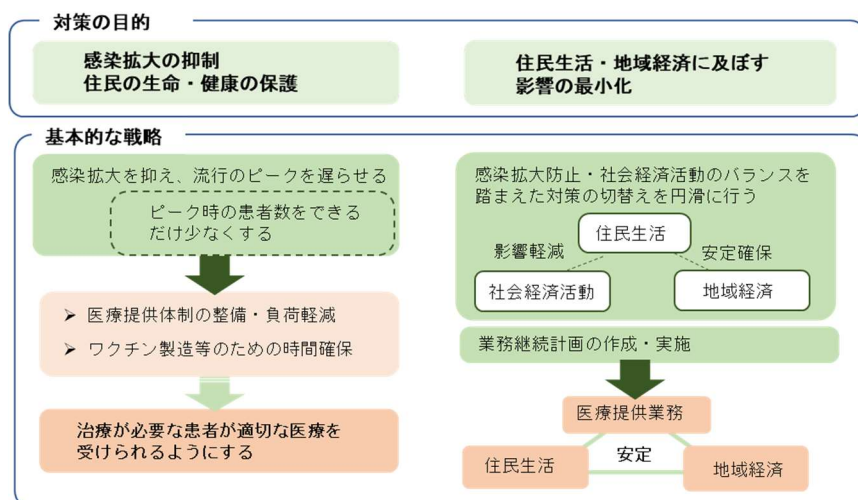 対策の目的
感染拡大の抑制
住民の生命・健康の保護
住民生活・地域経済に及ぼす
影響の最小化
基本的な戦略
感染拡大を抑え、流行のピークを遅らせる
ピーク時の患者数をできる
だけ少なくする
➢ 医療提供体制の整備・負荷軽減
➢ ワクチン製造等のための時間確保
治療が必要な患者が適切な医療を
受けられるようにする
感染拡大防止・社会経済活動のバランスを
踏まえた対策の切替えを円滑に行う
住民生活
影響軽減
安定確保
社会経済活動
地域経済
業務継続計画の作成・実施
医療提供業務
安定
住民生活
地域経済